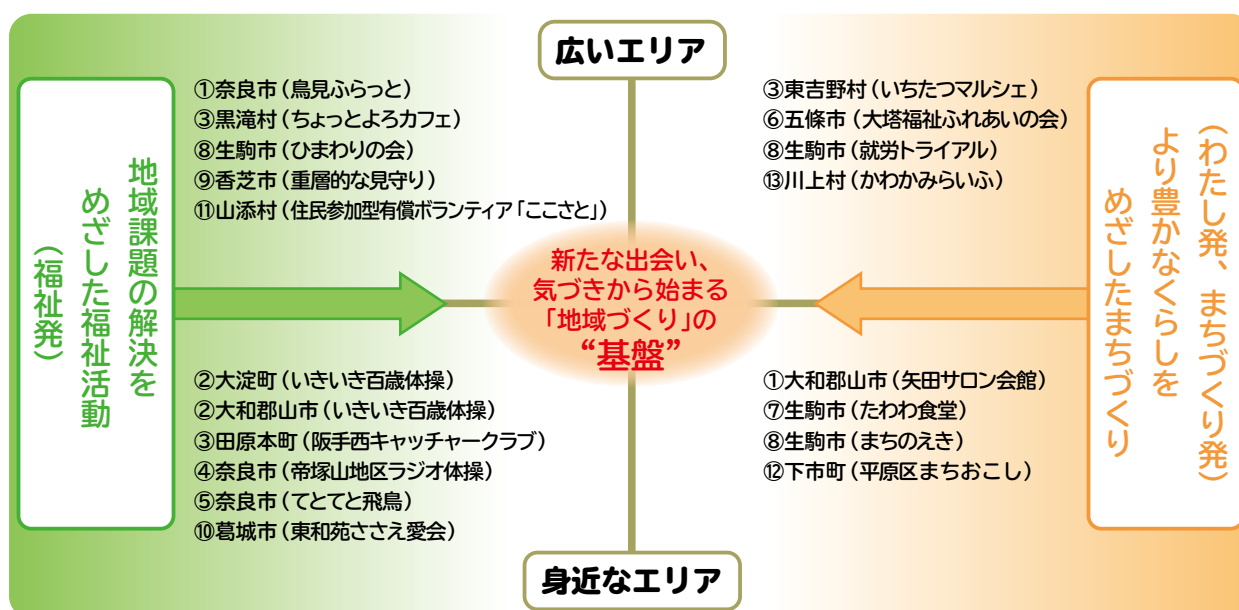 広いエリア
地域課題の解決を
めざした福祉活動
（福祉発）
①奈良市（鳥見ふらっと）
③黒滝村（ちょっとよろカフェ）
⑧生駒市（ひまわりの会）
⑨香芝市（重層的な見守り）
⑪山添村（住民参加型有償ボランティア「ここさと」）
③東吉野村（いちたつマルシェ）
⑥五條市（大塔福祉ふれあいの会）
⑧生駒市（就労トライアル）
⑬川上村（かわかみらいふ）
（わたし発、まちづくり発）
より豊かなくらしを
めざしたまちづくり
新たな出会い、
気づきから始まる
「地域づくり」の
“基盤”
②大淀町（いきいき百歳体操）
②大和郡山市（いきいき百歳体操）
③田原本町（阪手西キャッチャークラブ）
④奈良市（帝塚山地区ラジオ体操）
⑤奈良市（てとてと飛鳥）
⑩葛城市（東和苑ささえ愛会）
①大和郡山市（矢田サロン会館）
⑦生駒市（たわわ食堂）
⑧生駒市（まちのえき）
⑫下市町（平原区まちおこし）
身近なエリア